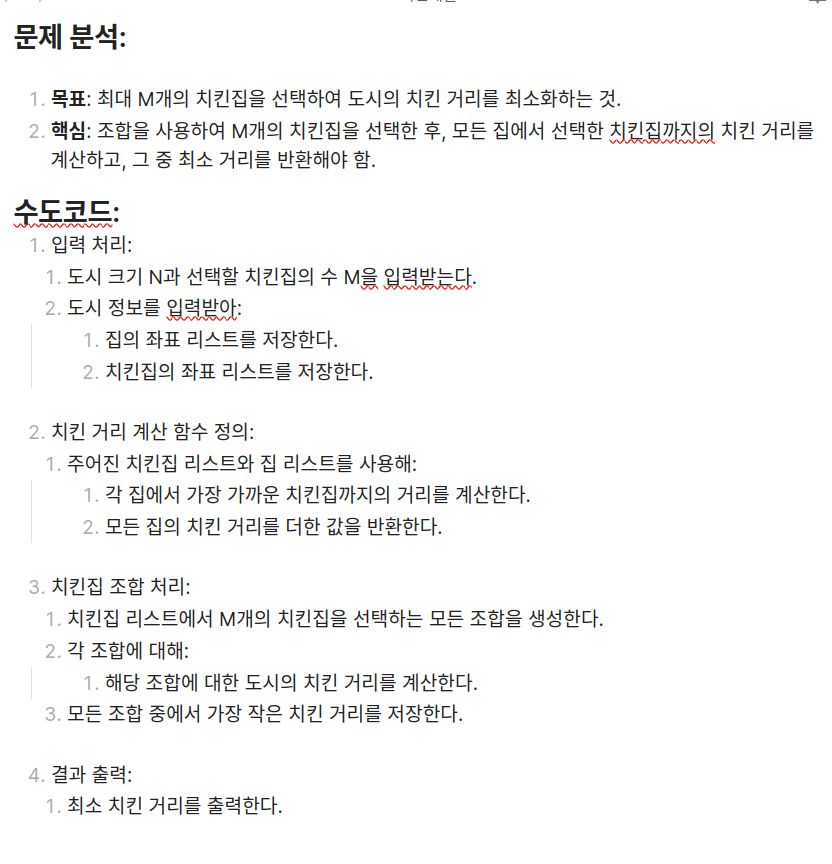 문제 분석:
1. 목표: 최대 M개의 치킨집을 선택하여 도시의 치킨 거리를 최소화하는 것.
2. 핵심: 조합을 사용하여 M개의 치킨집을 선택한 후, 모든 집에서 선택한 치킨집까지의 치킨 거리를
계산하고, 그 중 최소 거리를 반환해야 함.
수도코드:
1. 입력 처리:
1. 도시 크기 N과 선택할 치킨집의 수 M을 입력받는다.
2. 도시 정보를 입력받아:
1. 집의 좌표 리스트를 저장한다.
2. 치킨집의 좌표 리스트를 저장한다.
2. 치킨 거리 계산 함수 정의:
1. 주어진 치킨집 리스트와 집 리스트를 사용해:
1. 각 집에서 가장 가까운 치킨집까지의 거리를 계산한다.
2. 모든 집의 치킨 거리를 더한 값을 반환한다.
3. 치킨집 조합 처리:
1. 치킨집 리스트에서 M개의 치킨집을 선택하는 모든 조합을 생성한다.
2. 각 조합에 대해:
1. 해당 조합에 대한 도시의 치킨 거리를 계산한다.
3. 모든 조합 중에서 가장 작은 치킨 거리를 저장한다.
4. 결과 출력:
1. 최소 치킨 거리를 출력한다.